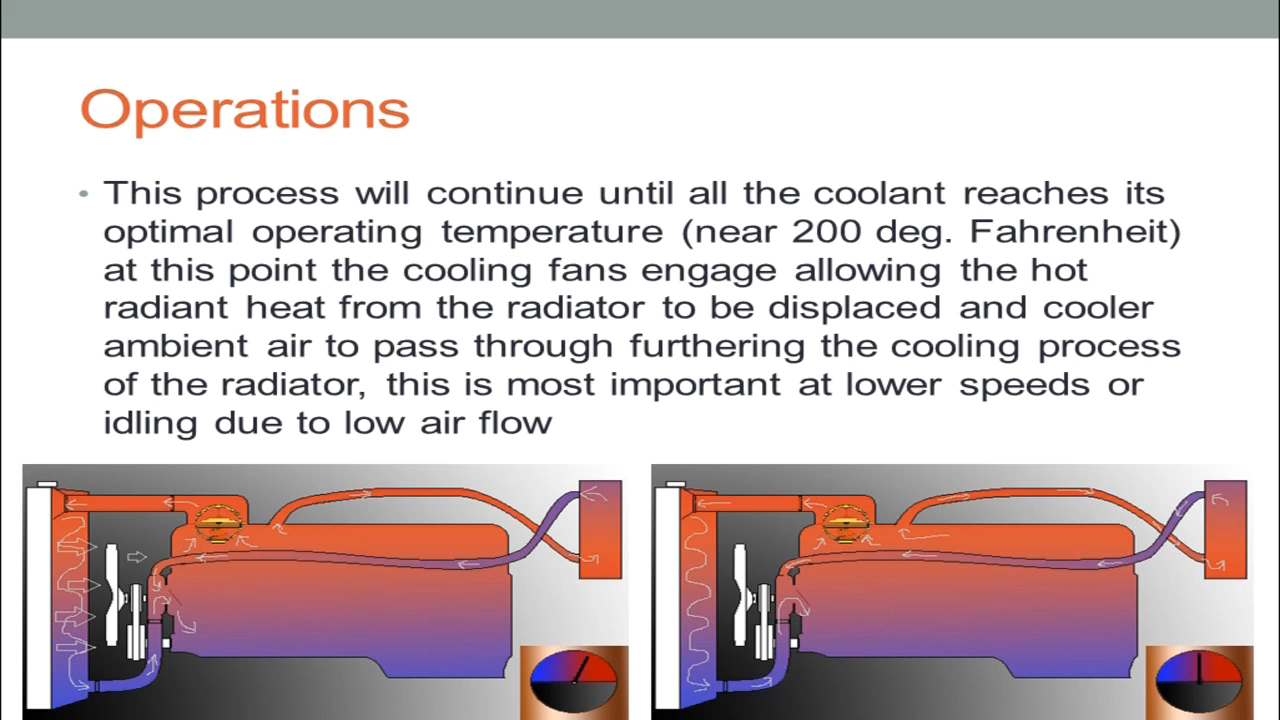 Operations
• This process will continue until all the coolant reaches its
optimal operating temperature (near 200 deg. Fahrenheit)
at this point the cooling fans engage allowing the hot
radiant heat from the radiator to be displaced and cooler
ambient air to pass through furthering the cooling process
of the radiator, this is most important at lower speeds or
idling due to low air flow